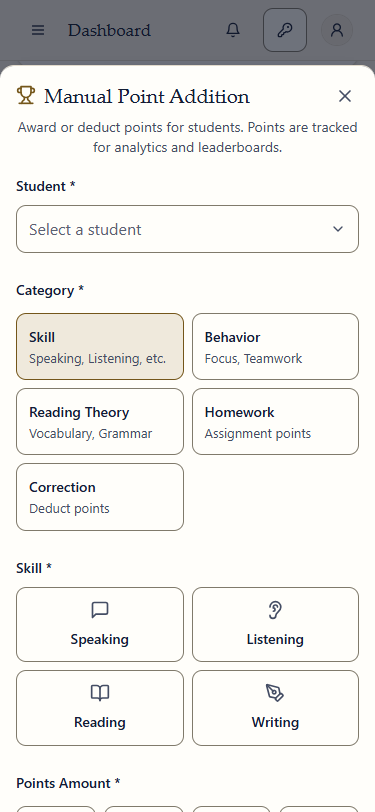 Dashboard
Manual Point Addition
Award or deduct points for students. Points are tracked
for analytics and leaderboards.
Student *
Select a student
Category *
Skill
Speaking, Listening, etc.
Behavior
Focus, Teamwork
Reading Theory
Vocabulary, Grammar
Homework
Assignment points
Correction
Deduct points
Skill *
Speaking
Listening
Reading
Writing
Points Amount *